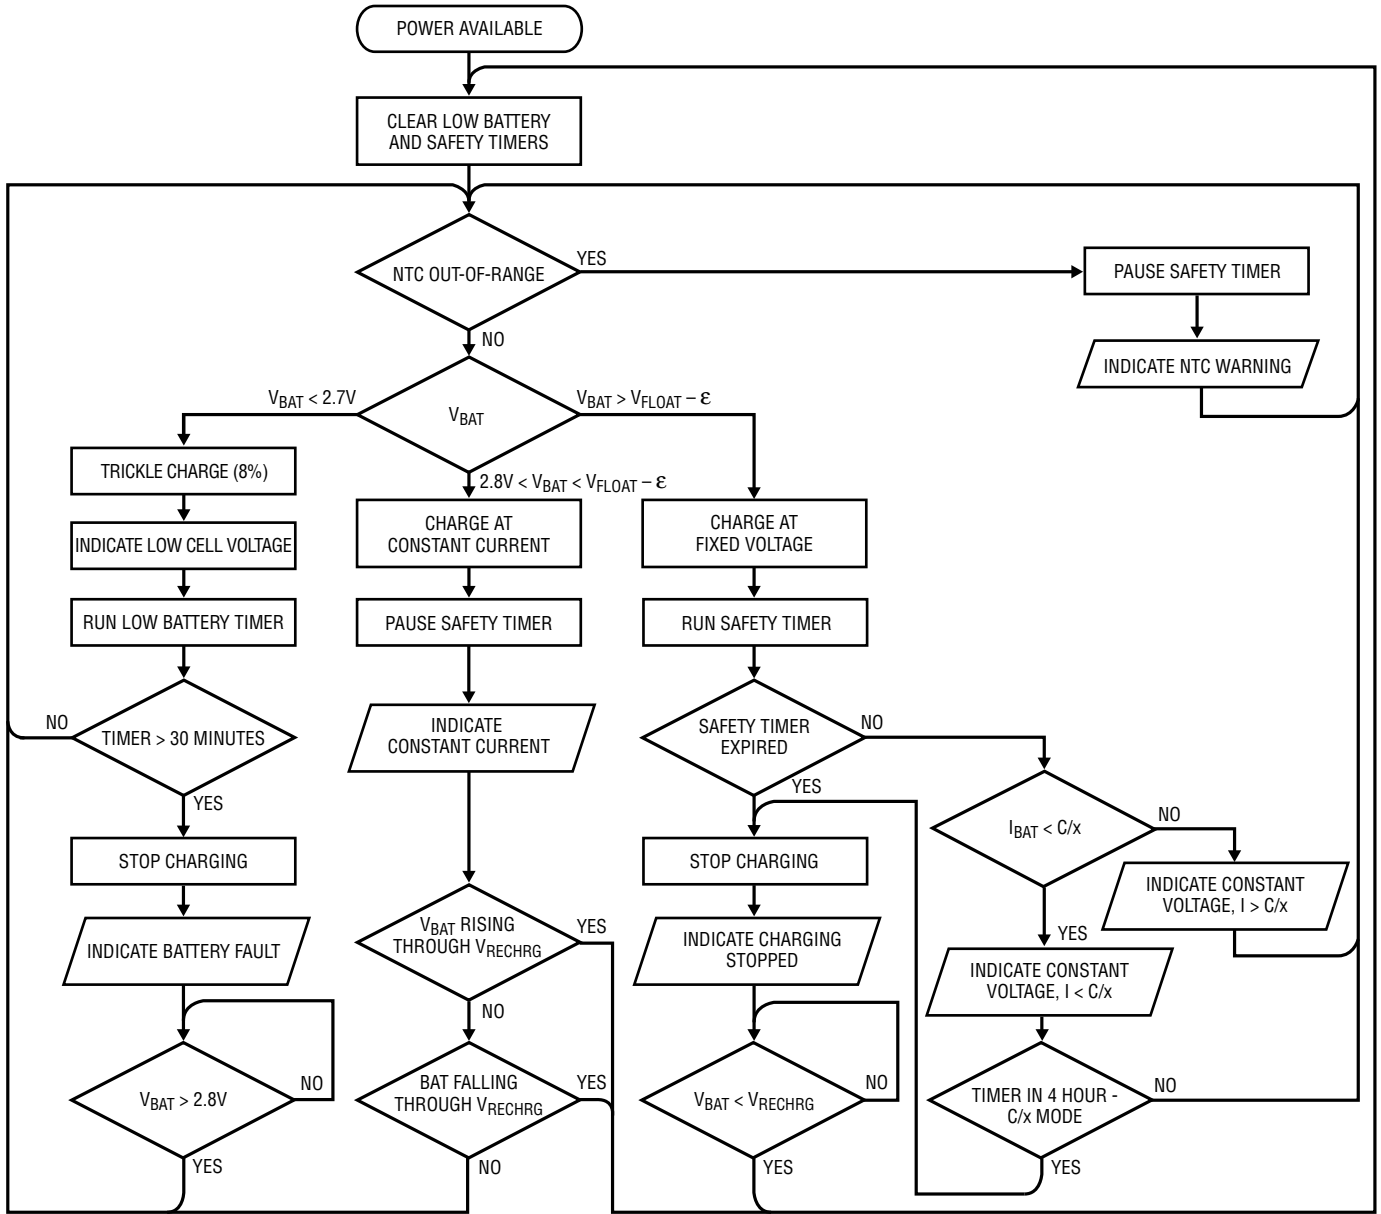 POWER AVAILABLE
CLEAR LOW BATTERY
AND SAFETY TIMERS
NTC OUT-OF-RANGE
YES
PAUSE SAFETY TIMER
INDICATE NTC WARNING
NO
VBAT < 2.7V
VBAT
VBAT > VFLOAT – ε
2.8V < VBAT < VFLOAT – ε
TRICKLE CHARGE (8%)
INDICATE LOW CELL VOLTAGE
RUN LOW BATTERY TIMER
NO
TIMER > 30 MINUTES
YES
STOP CHARGING
INDICATE BATTERY FAULT
VBAT > 2.8V
NO
YES
CHARGE AT
CONSTANT CURRENT
PAUSE SAFETY TIMER
INDICATE
CONSTANT CURRENT
VBAT RISING
THROUGH VRECHRG
YES
NO
BAT FALLING
THROUGH VRECHRG
YES
NO
CHARGE AT
FIXED VOLTAGE
RUN SAFETY TIMER
SAFETY TIMER
EXPIRED
NO
YES
STOP CHARGING
INDICATE CHARGING
STOPPED
VBAT < VRECHRG
NO
YES
IBAT < C/x
NO
INDICATE CONSTANT
VOLTAGE, I > C/x
YES
INDICATE CONSTANT
VOLTAGE, I < C/x
TIMER IN 4 HOUR -
C/x MODE
NO
YES